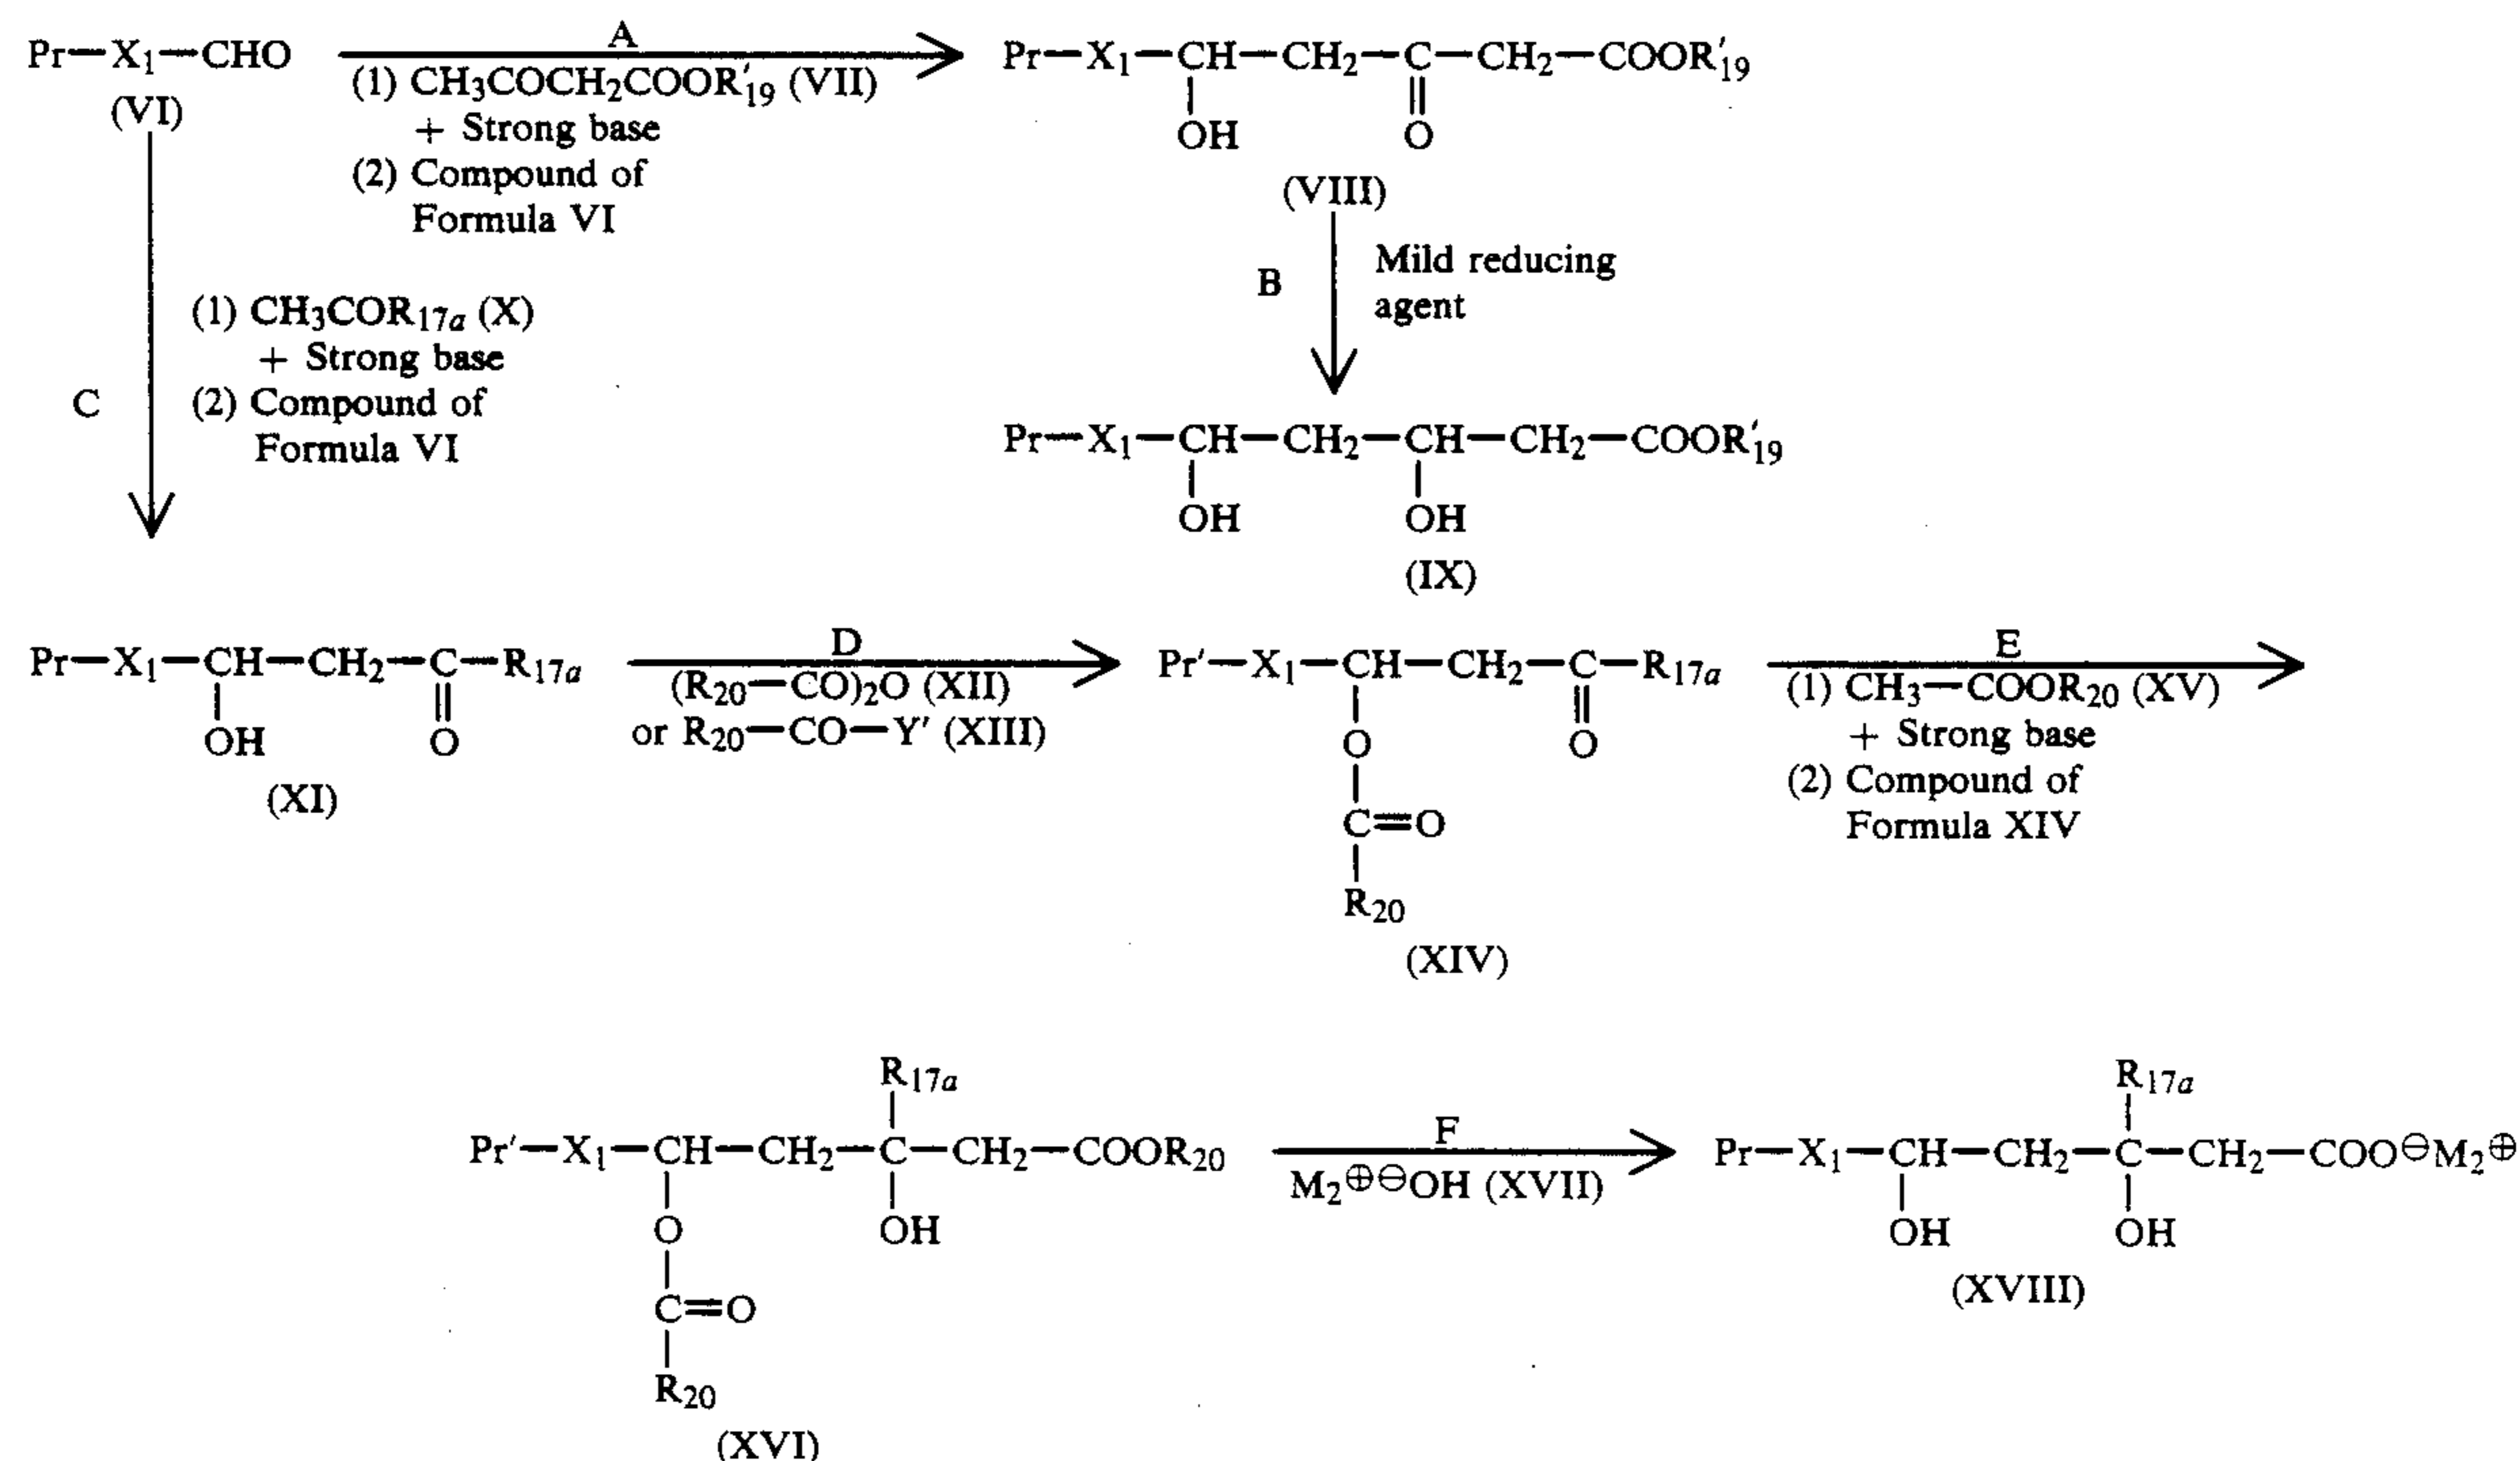 Pr—X₁—CHO
(VI)
A
(1) CH₃COCH₂COOR′₁₉ (VII)
+ Strong base
(2) Compound of
Formula VI
Pr—X₁—CH—CH₂—C—CH₂—COOR′₁₉
OH O
(VIII)
B
Mild reducing
agent
C
(1) CH₃COR₁₇ₐ (X)
+ Strong base
(2) Compound of
Formula VI
Pr—X₁—CH—CH₂—CH—CH₂—COOR′₁₉
OH OH
(IX)
Pr—X₁—CH—CH₂—C—R₁₇ₐ
OH O
(XI)
D
(R₂₀—CO)₂O (XII)
or R₂₀—CO—Y′ (XIII)
Pr′—X₁—CH—CH₂—C—R₁₇ₐ
O O
C=O
R₂₀
(XIV)
E
(1) CH₃—COOR₂₀ (XV)
+ Strong base
(2) Compound of
Formula XIV
R₁₇ₐ
Pr′—X₁—CH—CH₂—C—CH₂—COOR₂₀
O OH
C=O
R₂₀
(XVI)
F
M₂⊕⊖OH (XVII)
R₁₇ₐ
Pr—X₁—CH—CH₂—C—CH₂—COO⊖M₂⊕
OH OH
(XVIII)